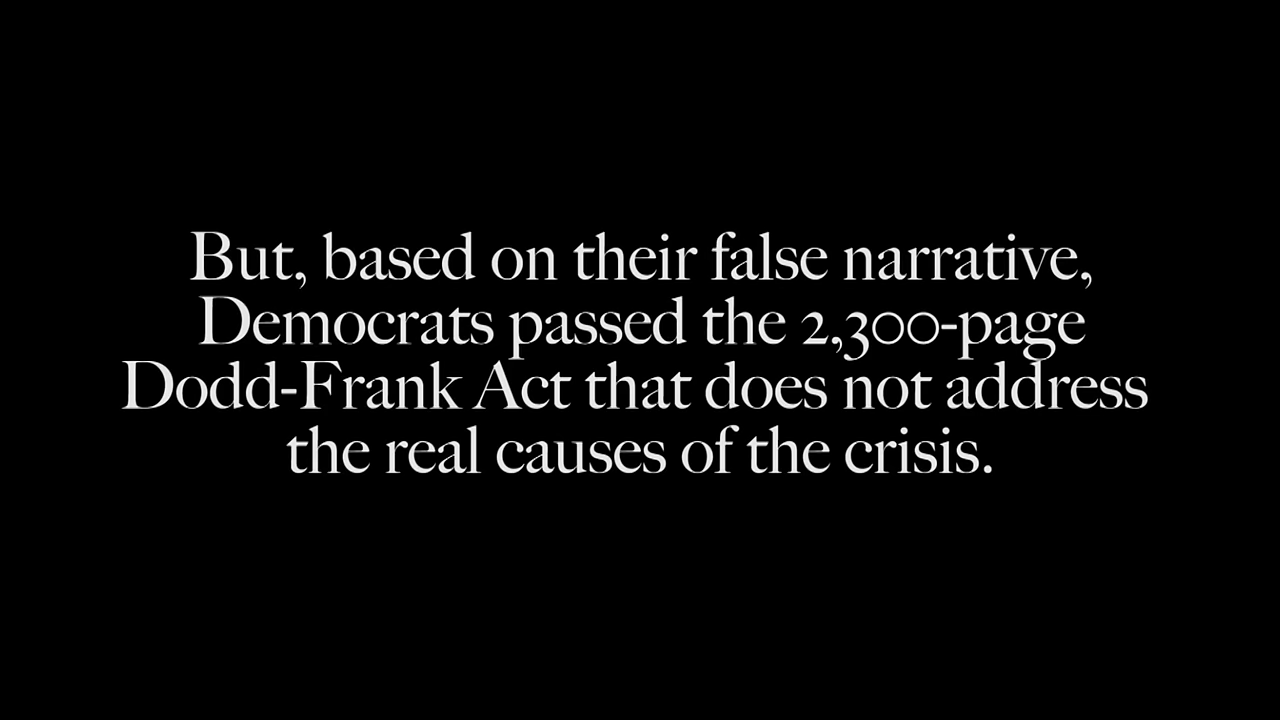 But, based on their false narrative,
Democrats passed the 2,300-page
Dodd-Frank Act that does not address
the real causes of the crisis.